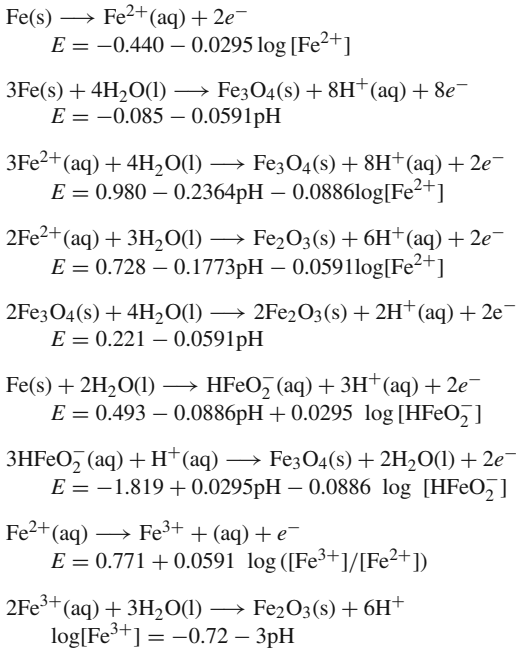 Fe(s) ⟶ Fe²⁺(aq) + 2e⁻
E = −0.440 − 0.0295 log [Fe²⁺]
3Fe(s) + 4H₂O(l) ⟶ Fe₃O₄(s) + 8H⁺(aq) + 8e⁻
E = −0.085 − 0.0591pH
3Fe²⁺(aq) + 4H₂O(l) ⟶ Fe₃O₄(s) + 8H⁺(aq) + 2e⁻
E = 0.980 − 0.2364pH − 0.0886log[Fe²⁺]
2Fe²⁺(aq) + 3H₂O(l) ⟶ Fe₂O₃(s) + 6H⁺(aq) + 2e⁻
E = 0.728 − 0.1773pH − 0.0591log[Fe²⁺]
2Fe₃O₄(s) + 4H₂O(l) ⟶ 2Fe₂O₃(s) + 2H⁺(aq) + 2e⁻
E = 0.221 − 0.0591pH
Fe(s) + 2H₂O(l) ⟶ HFeO₂⁻(aq) + 3H⁺(aq) + 2e⁻
E = 0.493 − 0.0886pH + 0.0295 log [HFeO₂⁻]
3HFeO₂⁻(aq) + H⁺(aq) ⟶ Fe₃O₄(s) + 2H₂O(l) + 2e⁻
E = −1.819 + 0.0295pH − 0.0886 log [HFeO₂⁻]
Fe²⁺(aq) ⟶ Fe³⁺ + (aq) + e⁻
E = 0.771 + 0.0591 log ([Fe³⁺]/[Fe²⁺])
2Fe³⁺(aq) + 3H₂O(l) ⟶ Fe₂O₃(s) + 6H⁺
log[Fe³⁺] = −0.72 − 3pH